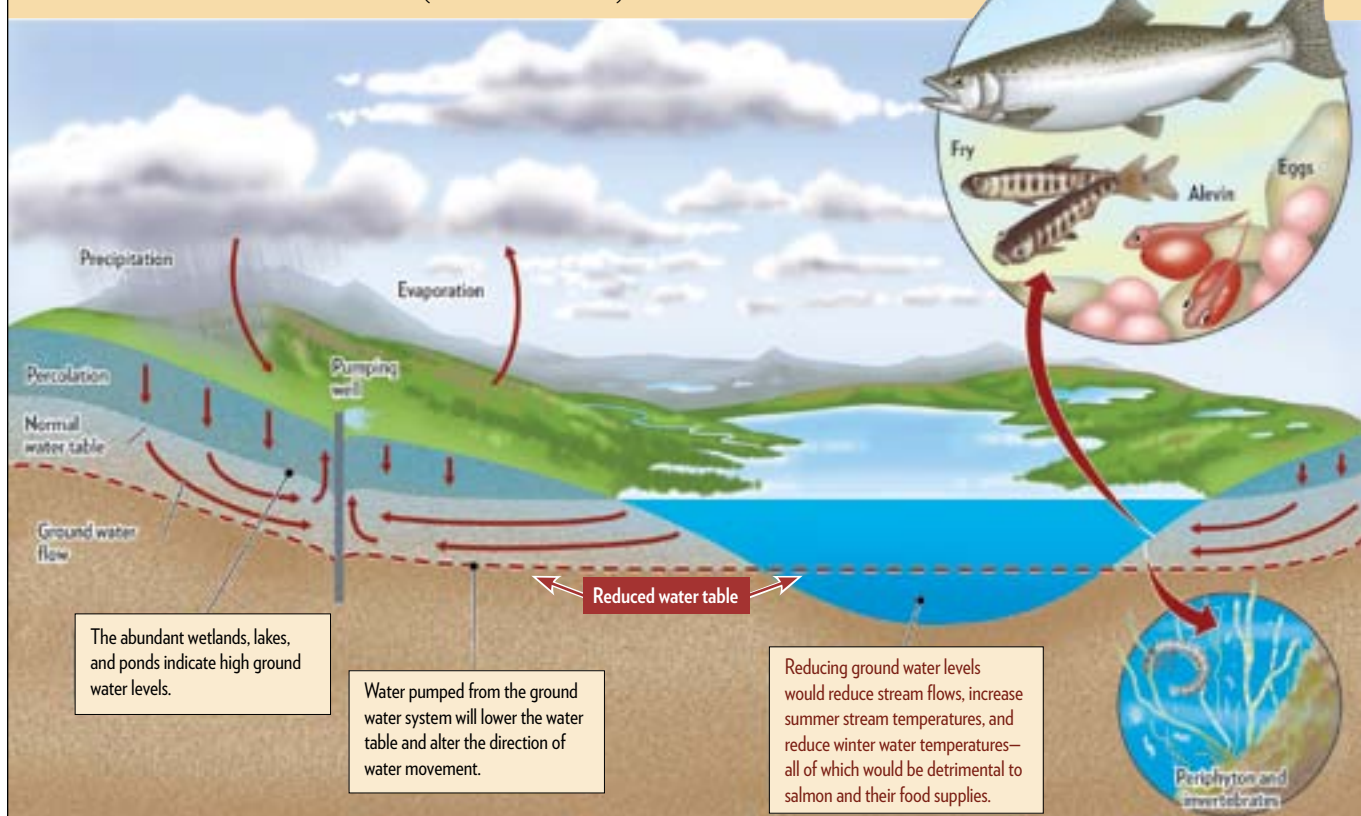 Fry
Eggs
Alevin
Precipitation
Evaporation
Percolation
Pumping
well
Normal
water table
Ground water
flow
Reduced water table
The abundant wetlands, lakes,
and ponds indicate high ground
water levels.
Water pumped from the ground
water system will lower the water
table and alter the direction of
water movement.
Reducing ground water levels
would reduce stream flows, increase
summer stream temperatures, and
reduce winter water temperatures—
all of which would be detrimental to
salmon and their food supplies.
Periphyton and
invertebrates